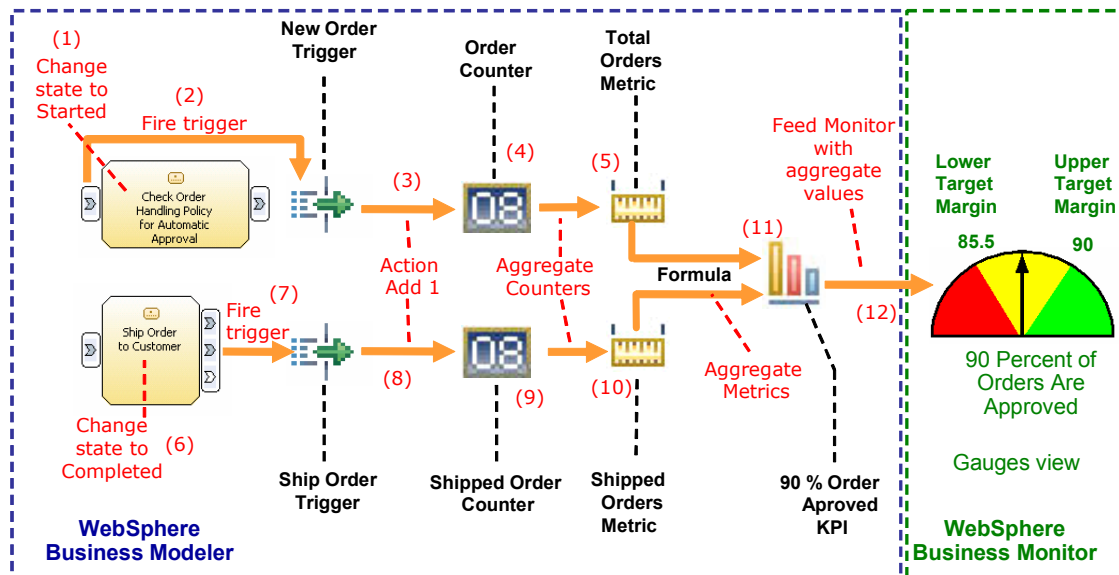 (1)
Change
state to
Started
(2)
Fire trigger
New Order
Trigger
Order
Counter
Total
Orders
Metric
Check Order
Handling Policy
for Automatic
Approval
(3)
(4)
08
(5)
Feed Monitor
with
aggregate
values
Lower
Target
Margin
Upper
Target
Margin
85.5
90
Action
Add 1
Aggregate
Counters
Formula
(11)
(12)
Ship Order
to Customer
(7)
Fire
trigger
(8)
08
(9)
(10)
Aggregate
Metrics
90 Percent of
Orders Are
Approved
Gauges view
Change
state to
Completed
(6)
Ship Order
Trigger
Shipped Order
Counter
Shipped
Orders
Metric
90 % Order
Aproved
KPI
WebSphere
Business Modeler
WebSphere
Business Monitor